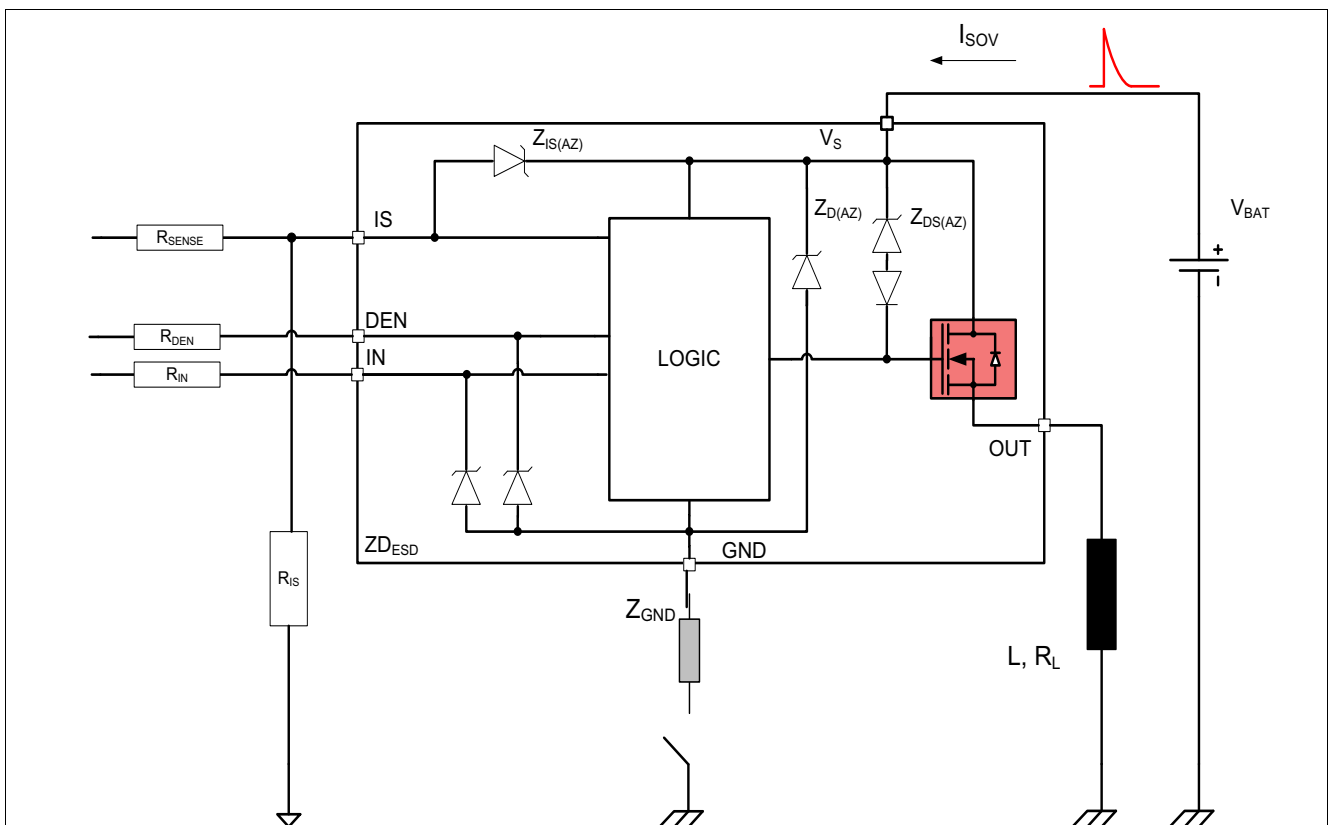 I_SOV
Z_IS(AZ)
V_S
IS
Z_D(AZ)
Z_DS(AZ)
V_BAT
R_SENSE
+
DEN
R_DEN
IN
LOGIC
R_IN
OUT
ZD_ESD
GND
R_IS
Z_GND
L, R_L